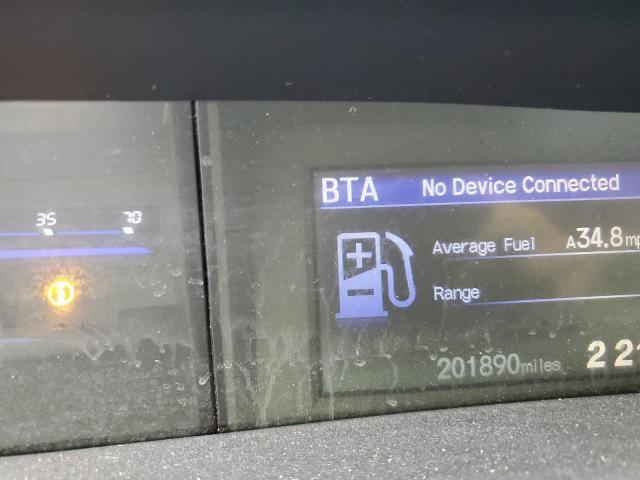 35 70
BTA No Device Connected
Average Fuel A34.8
Range
201890miles